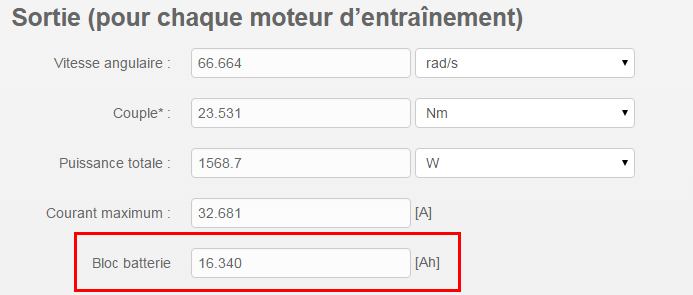 Sortie (pour chaque moteur d’entraînement)
Vitesse angulaire : 66.664 rad/s
Couple* : 23.531 Nm
Puissance totale : 1568.7 W
Courant maximum : 32.681 [A]
Bloc batterie 16.340 [Ah]